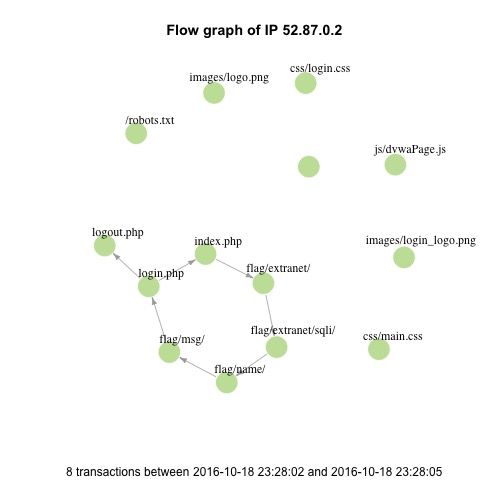 Flow graph of IP 52.87.0.2
css/login.css
images/logo.png
/robots.txt
js/dvwaPage.js
logout.php
index.php
images/login_logo.png
flag/extranet/
login.php
flag/extranet/sqli/
css/main.css
flag/msg/
flag/name/
8 transactions between 2016-10-18 23:28:02 and 2016-10-18 23:28:05